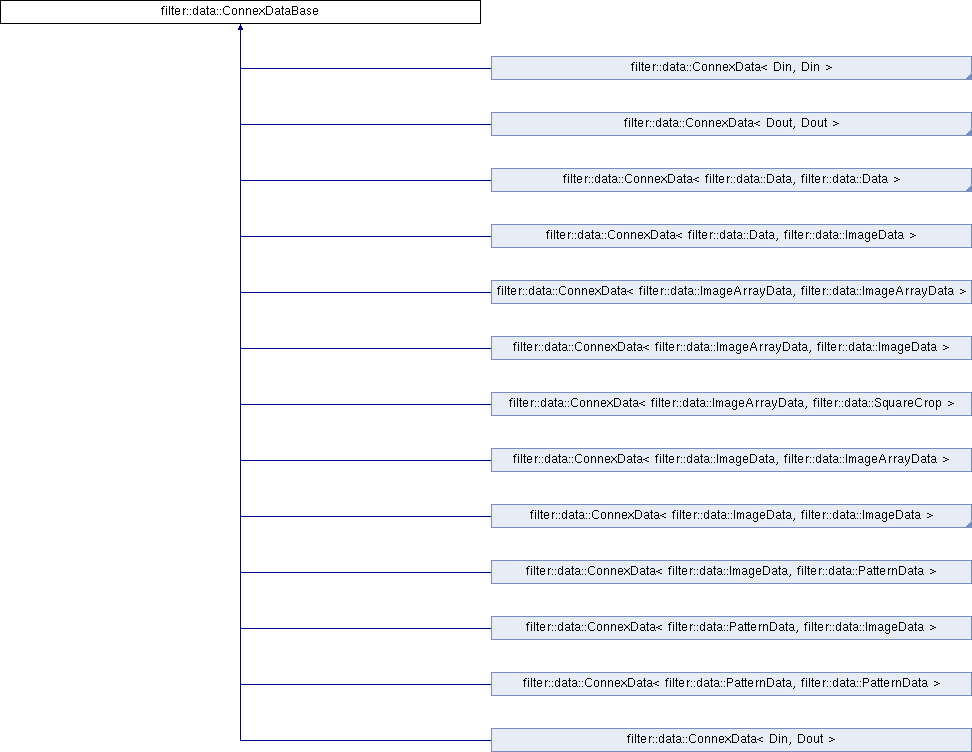 filter::data::ConnexDataBase
filter::data::ConnexData< Din, Din >
filter::data::ConnexData< Dout, Dout >
filter::data::ConnexData< filter::data::Data, filter::data::Data >
filter::data::ConnexData< filter::data::Data, filter::data::ImageData >
filter::data::ConnexData< filter::data::ImageArrayData, filter::data::ImageArrayData >
filter::data::ConnexData< filter::data::ImageArrayData, filter::data::ImageData >
filter::data::ConnexData< filter::data::ImageArrayData, filter::data::SquareCrop >
filter::data::ConnexData< filter::data::ImageData, filter::data::ImageArrayData >
filter::data::ConnexData< filter::data::ImageData, filter::data::ImageData >
filter::data::ConnexData< filter::data::ImageData, filter::data::PatternData >
filter::data::ConnexData< filter::data::PatternData, filter::data::ImageData >
filter::data::ConnexData< filter::data::PatternData, filter::data::PatternData >
filter::data::ConnexData< Din, Dout >